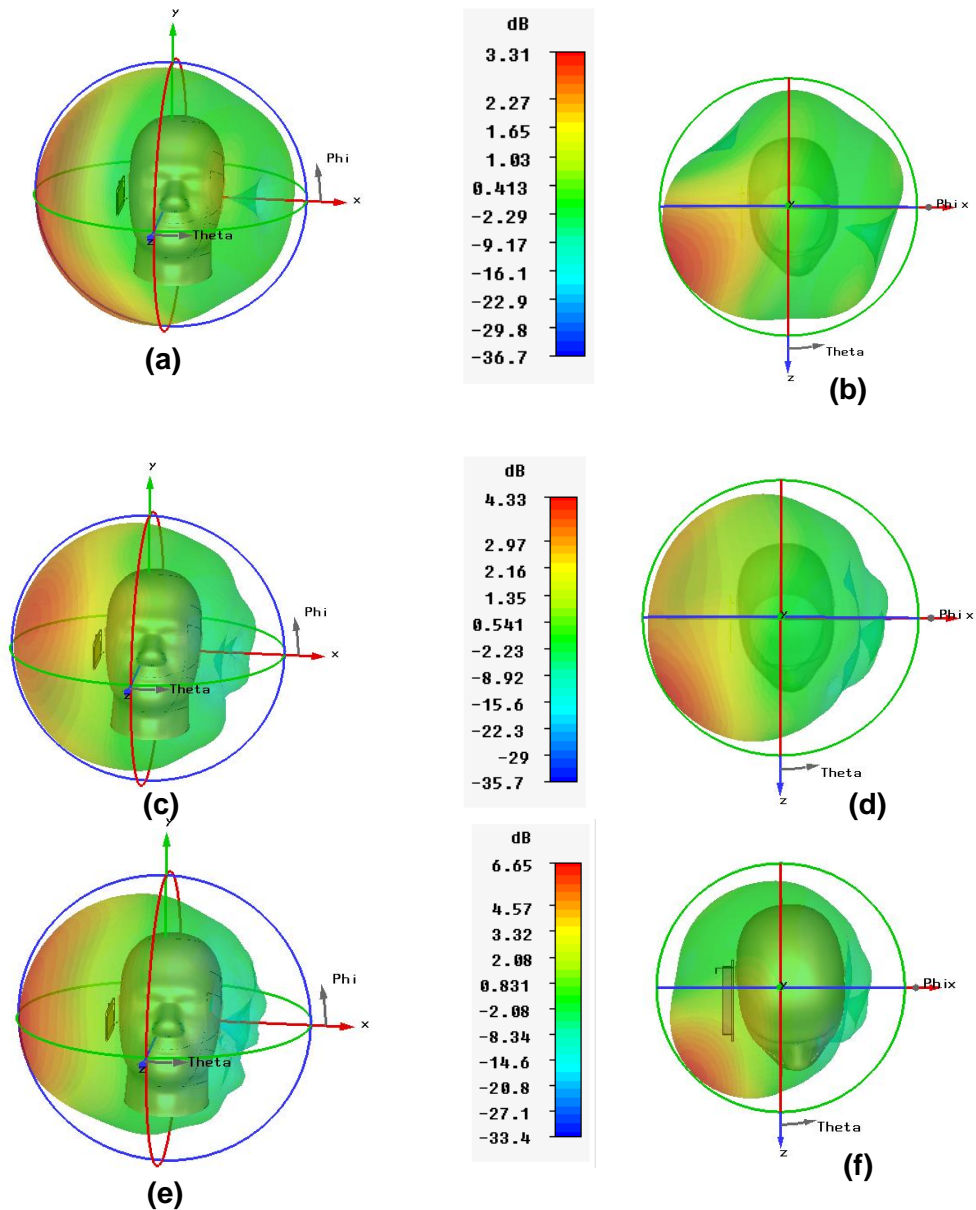 y
Phi
x
z
Theta
(a)
dB
3.31
2.27
1.65
1.03
0.413
-2.29
-9.17
-16.1
-22.9
-29.8
-36.7
y
Phi x
Theta
z
(b)
y
Phi
x
z
Theta
(c)
dB
4.33
2.97
2.16
1.35
0.541
-2.23
-8.92
-15.6
-22.3
-29
-35.7
y
Phi x
Theta
z
(d)
y
Phi
x
z
Theta
(e)
dB
6.65
4.57
3.32
2.08
0.831
-2.08
-8.34
-14.6
-20.8
-27.1
-33.4
y
Phi x
Theta
z
(f)